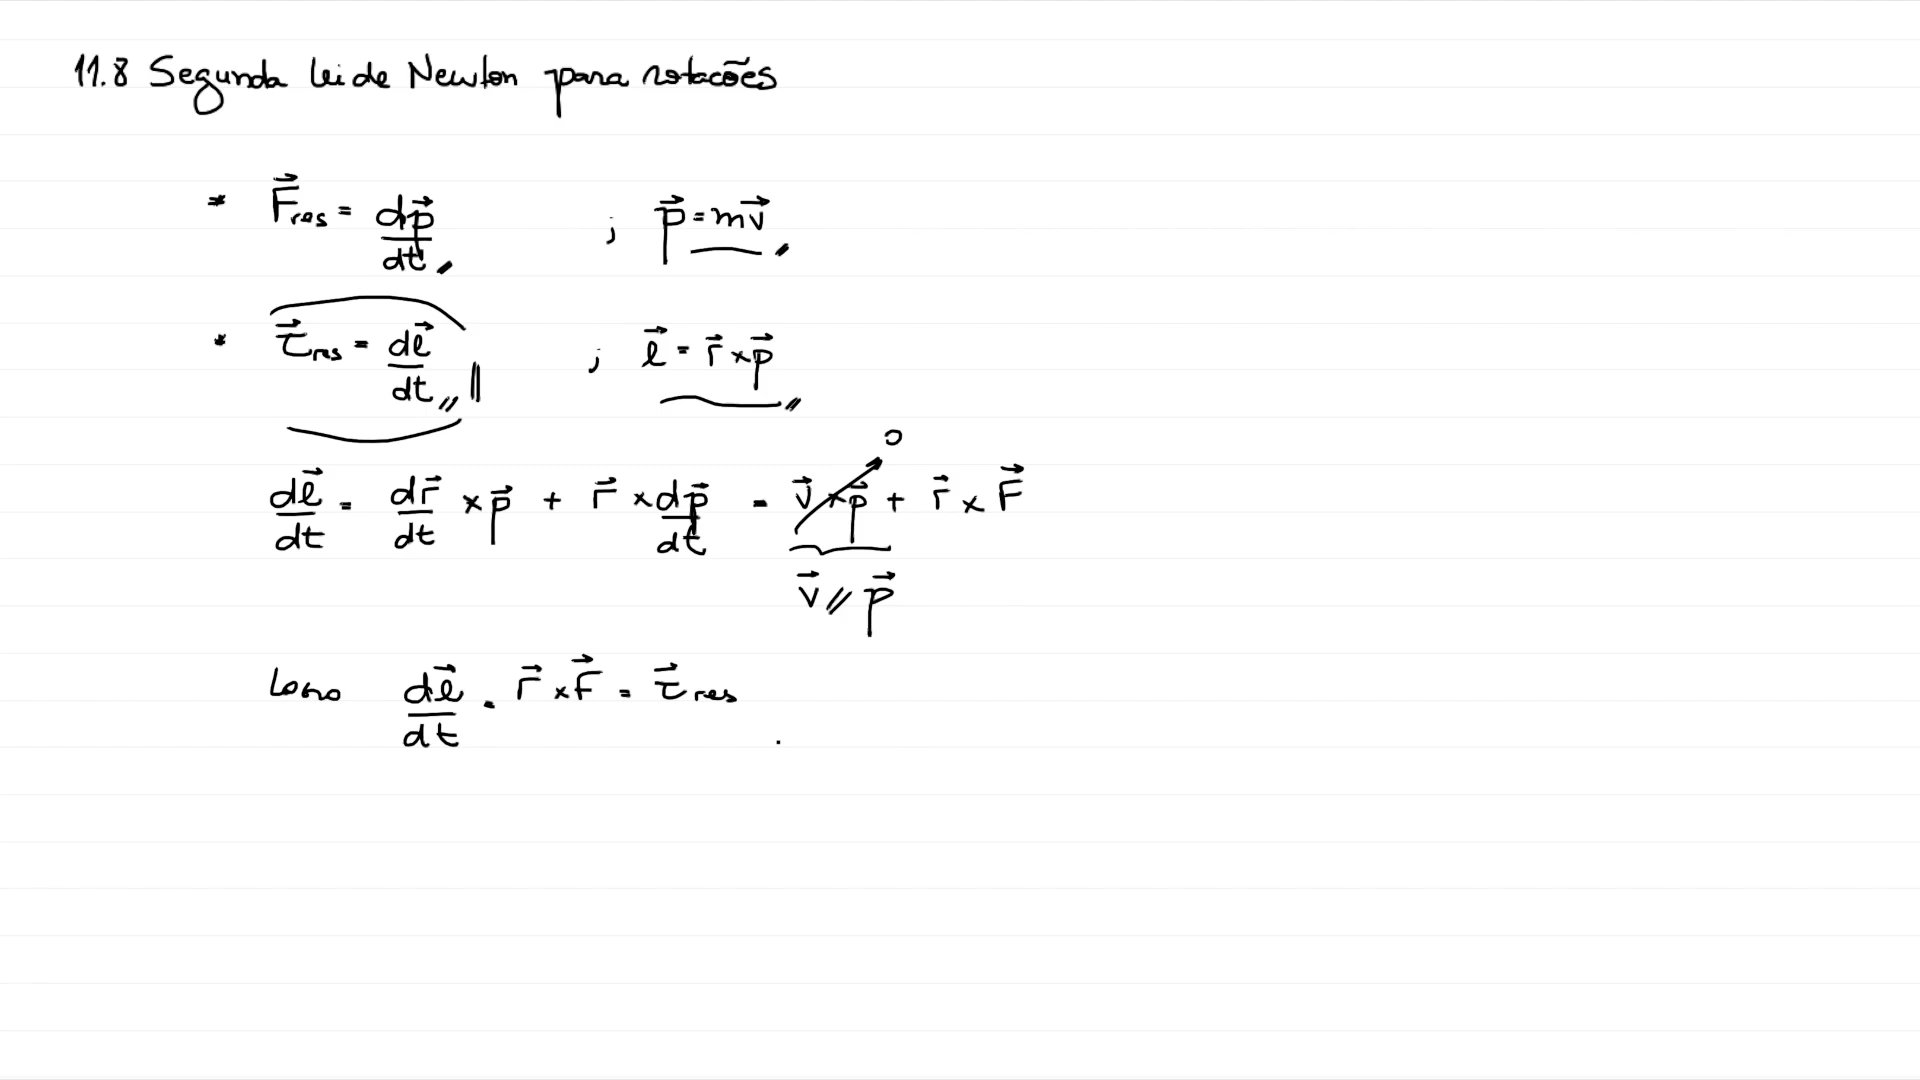 11.8 Segunda lei de Newton para rotacões
* F⃗res = dp⃗/dt ; p⃗ = mv⃗
* τ⃗res = dℓ⃗/dt ; ℓ⃗ = r⃗ × p⃗
0
dℓ⃗/dt = dr⃗/dt × p⃗ + r⃗ × dp⃗/dt = v⃗ × p⃗ + r⃗ × F⃗
v⃗ // p⃗
Logo dℓ⃗/dt = r⃗ × F⃗ = τ⃗res